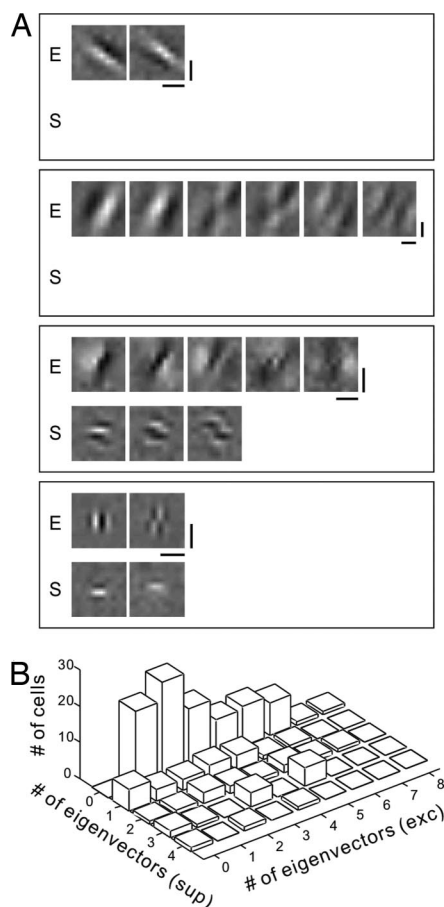 A
E
S
E
S
E
S
E
S
B
30
20
10
0
# of cells
0
1
2
3
4
# of eigenvectors (sup)
0
1
2
3
4
5
6
7
8
# of eigenvectors (exc)